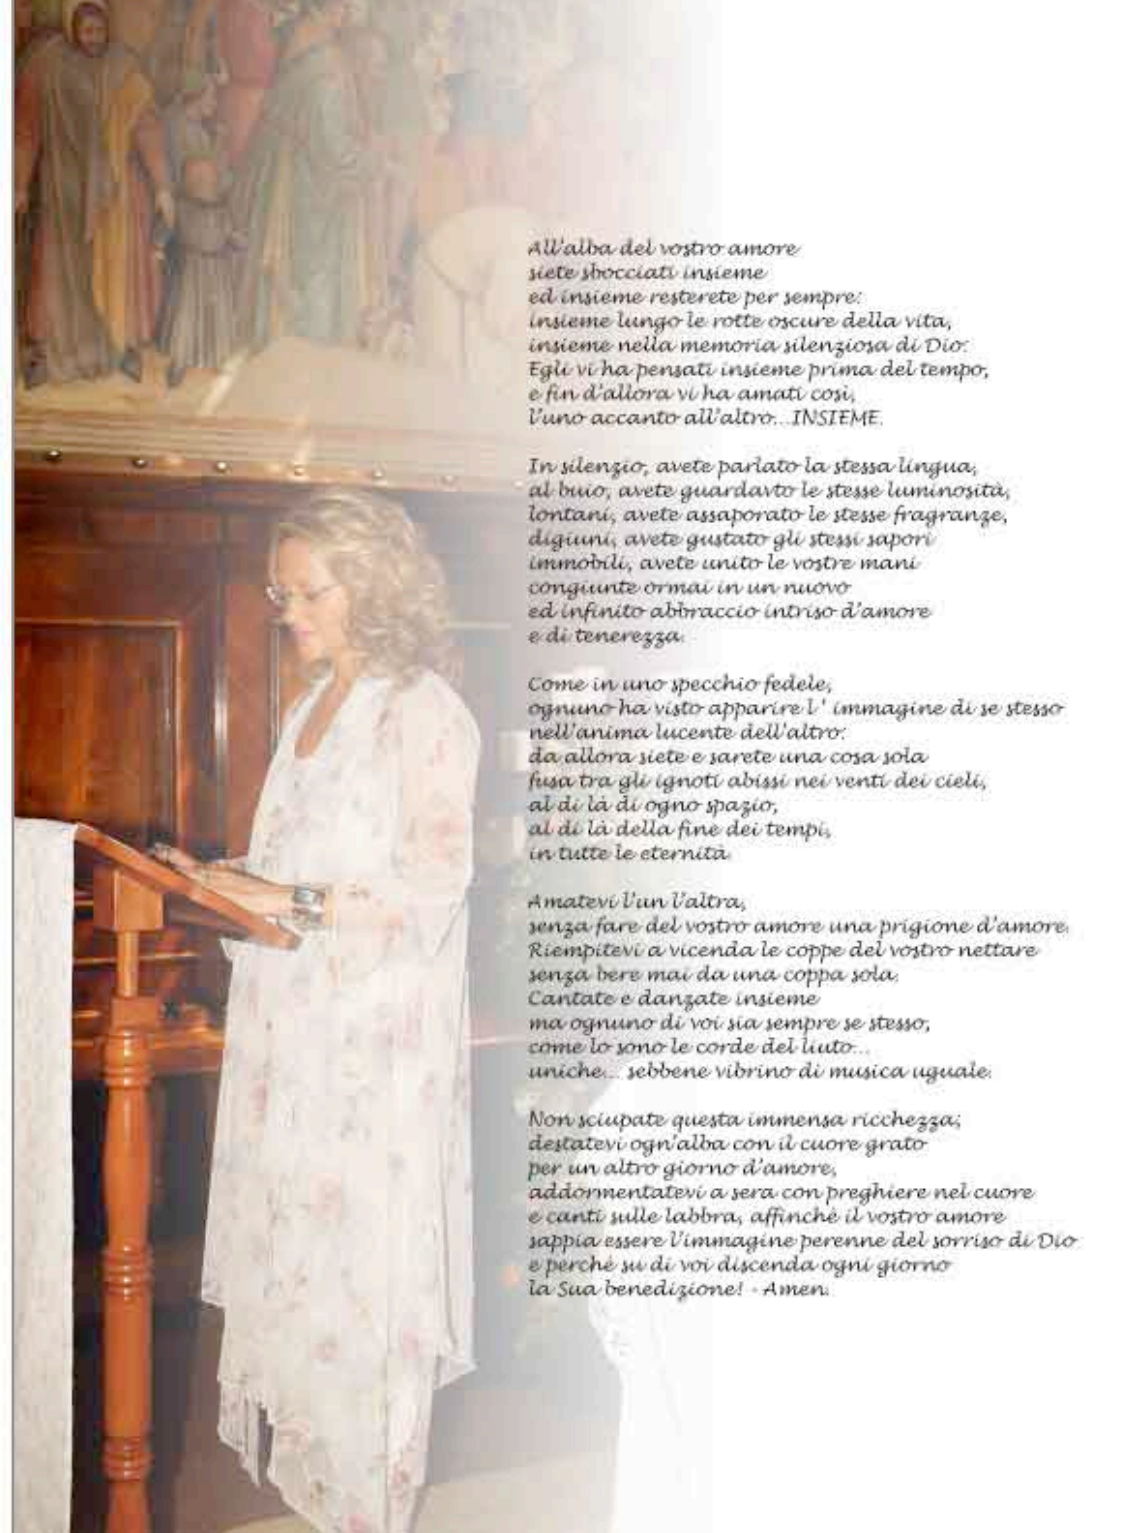 All'alba del vostro amore
siete sbocciati insieme
ed insieme resterete per sempre:
insieme lungo le rotte oscure della vita,
insieme nella memoria silenziosa di Dio.
Egli vi ha pensati insieme prima del tempo,
e fin d'allora vi ha amati così,
l'uno accanto all'altro...INSIEME.

In silenzio, avete parlato la stessa lingua,
al buio, avete guardavto le stesse luminosità,
lontani, avete assaporato le stesse fragranze,
digiuni, avete gustato gli stessi sapori
immobili, avete unito le vostre mani
congiunte ormai in un nuovo
ed infinito abbraccio intriso d'amore
e di tenerezza.

Come in uno specchio fedele,
ognuno ha visto apparire l ' immagine di se stesso
nell'anima lucente dell'altro:
da allora siete e sarete una cosa sola
fusa tra gli ignoti abissi nei venti dei cieli,
al di là di ogno spazio,
al di là della fine dei tempi,
in tutte le eternità.

Amatevi l'un l'altra,
senza fare del vostro amore una prigione d'amore.
Riempitevi a vicenda le coppe del vostro nettare
senza bere mai da una coppa sola.
Cantate e danzate insieme
ma ognuno di voi sia sempre se stesso,
come lo sono le corde del liuto...
uniche... sebbene vibrino di musica uguale.

Non sciupate questa immensa ricchezza;
destatevi ogn'alba con il cuore grato
per un altro giorno d'amore,
addormentatevi a sera con preghiere nel cuore
e canti sulle labbra, affinchè il vostro amore
sappia essere l'immagine perenne del sorriso di Dio
e perchè su di voi discenda ogni giorno
la Sua benedizione! - Amen.